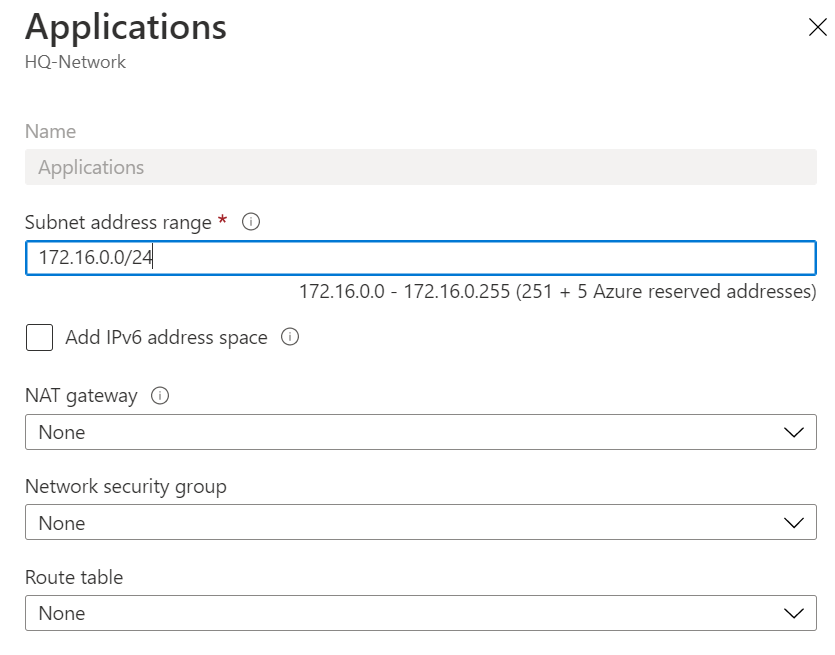 Applications
HQ-Network
Name
Applications
Subnet address range *
172.16.0.0/24
172.16.0.0 - 172.16.0.255 (251 + 5 Azure reserved addresses)
Add IPv6 address space
NAT gateway
None
Network security group
None
Route table
None